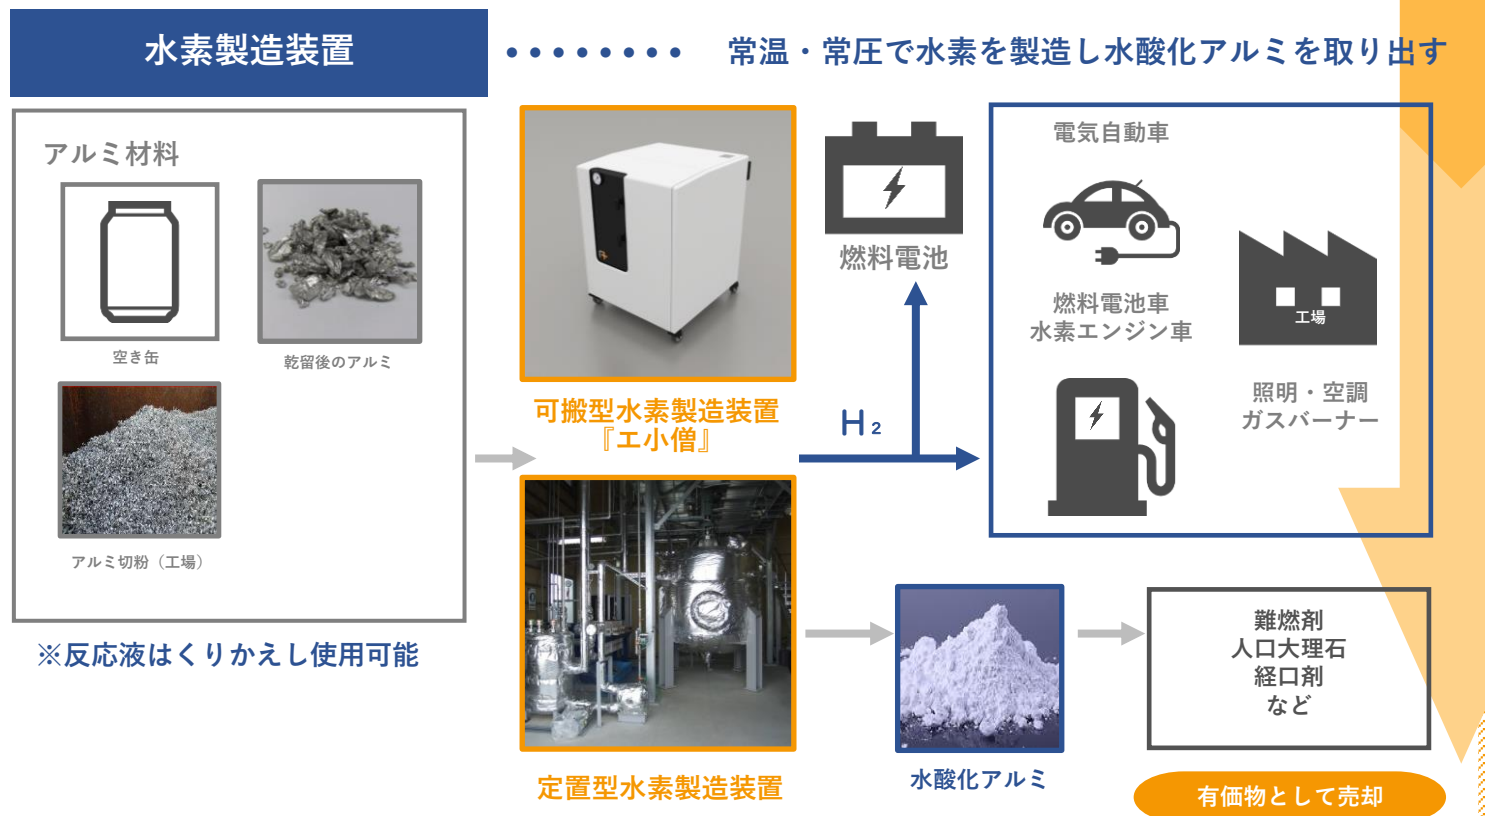 水素製造装置
常温・常圧で水素を製造し水酸化アルミを取り出す
アルミ材料
空き缶
乾留後のアルミ
アルミ切粉（工場）
※反応液はくりかえし使用可能
可搬型水素製造装置
『エ小僧』
定置型水素製造装置
H₂
燃料電池
電気自動車
燃料電池車
水素エンジン車
工場
照明・空調
ガスバーナー
水酸化アルミ
難燃剤
人口大理石
経口剤
など
有価物として売却